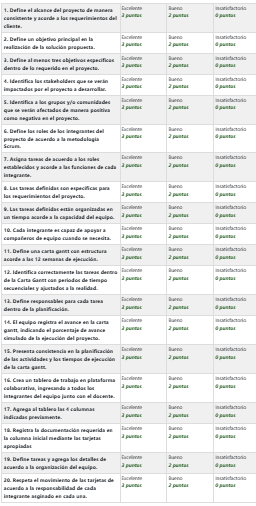 1. Define el alcance del proyecto de manera consistente y acorde a los requerimientos del cliente.
Excelente
3 puntos
Bueno
2 puntos
Insatisfactorio
0 puntos
2. Define un objetivo principal en la realización de la solución propuesta.
Excelente
3 puntos
Bueno
2 puntos
Insatisfactorio
0 puntos
3. Define al menos tres objetivos específicos dentro de lo requerido en el proyecto.
Excelente
3 puntos
Bueno
2 puntos
Insatisfactorio
0 puntos
4. Identifica los stakeholders que se verán impactados por el proyecto a desarrollar.
Excelente
3 puntos
Bueno
2 puntos
Insatisfactorio
0 puntos
5. Identifica a los grupos y/o comunidades que se verán afectados de manera positiva como negativa en el proyecto.
Excelente
3 puntos
Bueno
2 puntos
Insatisfactorio
0 puntos
6. Define los roles de los integrantes del proyecto de acuerdo a la metodología Scrum.
Excelente
3 puntos
Bueno
2 puntos
Insatisfactorio
0 puntos
7. Asigna tareas de acuerdo a los roles establecidos y acorde a las funciones de cada integrante.
Excelente
3 puntos
Bueno
2 puntos
Insatisfactorio
0 puntos
8. Las tareas definidas son específicas para los requerimientos del proyecto.
Excelente
3 puntos
Bueno
2 puntos
Insatisfactorio
0 puntos
9. Las tareas definidas están organizadas en un tiempo acorde a la capacidad del equipo.
Excelente
3 puntos
Bueno
2 puntos
Insatisfactorio
0 puntos
10. Cada integrante es capaz de apoyar a compañeros de equipo cuando se necesita.
Excelente
3 puntos
Bueno
2 puntos
Insatisfactorio
0 puntos
11. Define una carta gantt con estructura acorde a las 12 semanas de ejecución.
Excelente
3 puntos
Bueno
2 puntos
Insatisfactorio
0 puntos
12. Identifica correctamente las tareas dentro de la Carta Gantt con periodos de tiempo secuenciales y ajustados a la realidad.
Excelente
3 puntos
Bueno
2 puntos
Insatisfactorio
0 puntos
13. Define responsables para cada tarea dentro de la planificación.
Excelente
3 puntos
Bueno
2 puntos
Insatisfactorio
0 puntos
14. El equipo registra el avance en la carta gantt, indicando el porcentaje de avance simulado de la ejecución del proyecto.
Excelente
3 puntos
Bueno
2 puntos
Insatisfactorio
0 puntos
15. Presenta consistencia en la planificación de las actividades y los tiempos de ejecución de la carta gantt.
Excelente
3 puntos
Bueno
2 puntos
Insatisfactorio
0 puntos
16. Crea un tablero de trabajo en plataforma colaborativa, ingresando a todos los integrantes del equipo junto con el docente.
Excelente
3 puntos
Bueno
2 puntos
Insatisfactorio
0 puntos
17. Agrega al tablero las 4 columnas indicadas previamente.
Excelente
3 puntos
Bueno
2 puntos
Insatisfactorio
0 puntos
18. Registra la documentación requerida en la columna inicial mediante las tarjetas apropiadas
Excelente
3 puntos
Bueno
2 puntos
Insatisfactorio
0 puntos
19. Define tareas y agrega los detalles de acuerdo a la organización del equipo.
Excelente
3 puntos
Bueno
2 puntos
Insatisfactorio
0 puntos
20. Respeta el movimiento de las tarjetas de acuerdo a la responsabilidad de cada integrante asignado en cada una.
Excelente
3 puntos
Bueno
2 puntos
Insatisfactorio
0 puntos